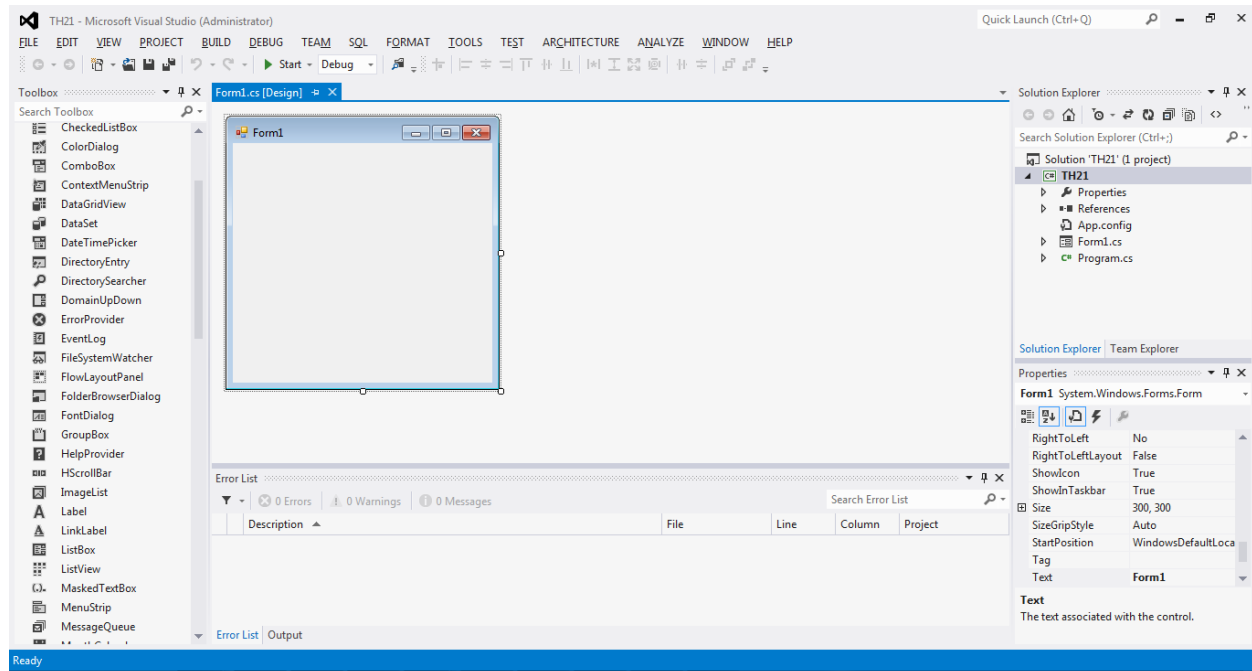 TH21 - Microsoft Visual Studio (Administrator)
Quick Launch (Ctrl+Q)
FILE EDIT VIEW PROJECT BUILD DEBUG TEAM SQL FORMAT TOOLS TEST ARCHITECTURE ANALYZE WINDOW HELP
Start Debug
Toolbox
Search Toolbox
CheckedListBox
ColorDialog
ComboBox
ContextMenuStrip
DataGridView
DataSet
DateTimePicker
DirectoryEntry
DirectorySearcher
DomainUpDown
ErrorProvider
EventLog
FileSystemWatcher
FlowLayoutPanel
FolderBrowserDialog
FontDialog
GroupBox
HelpProvider
HScrollBar
ImageList
Label
LinkLabel
ListBox
ListView
MaskedTextBox
MenuStrip
MessageQueue
Form1.cs [Design]
Form1
Error List
0 Errors 0 Warnings 0 Messages
Search Error List
Description File Line Column Project
Error List Output
Solution Explorer
Search Solution Explorer (Ctrl+;)
Solution 'TH21' (1 project)
C# TH21
Properties
References
App.config
Form1.cs
C# Program.cs
Solution Explorer Team Explorer
Properties
Form1 System.Windows.Forms.Form
RightToLeft No
RightToLeftLayout False
ShowIcon True
ShowInTaskbar True
Size 300, 300
SizeGripStyle Auto
StartPosition WindowsDefaultLoca
Tag
Text Form1
Text
The text associated with the control.
Ready